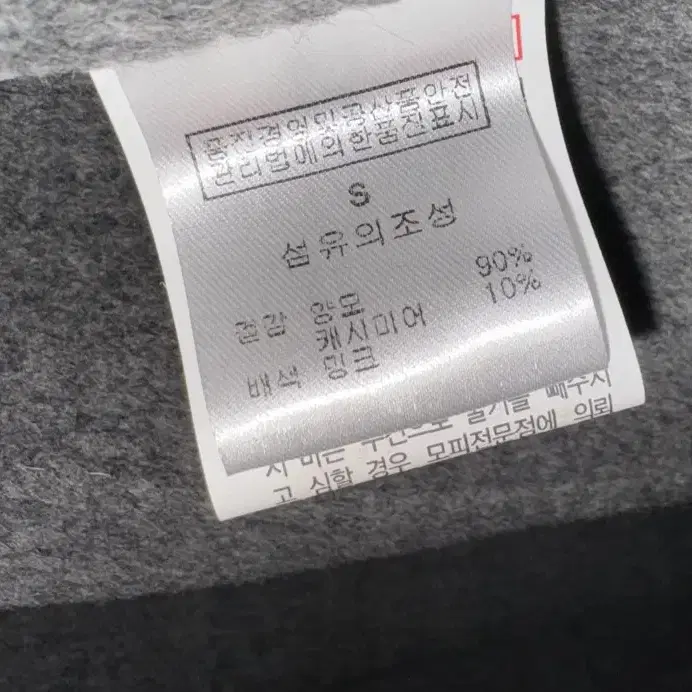 품질경영및공산품안전
관리법에의한품질표시
S
섬유의조성
겉감 양모 90%
캐시미어 10%
배색 밍크
고 심할 경우 모피전문점에 의뢰